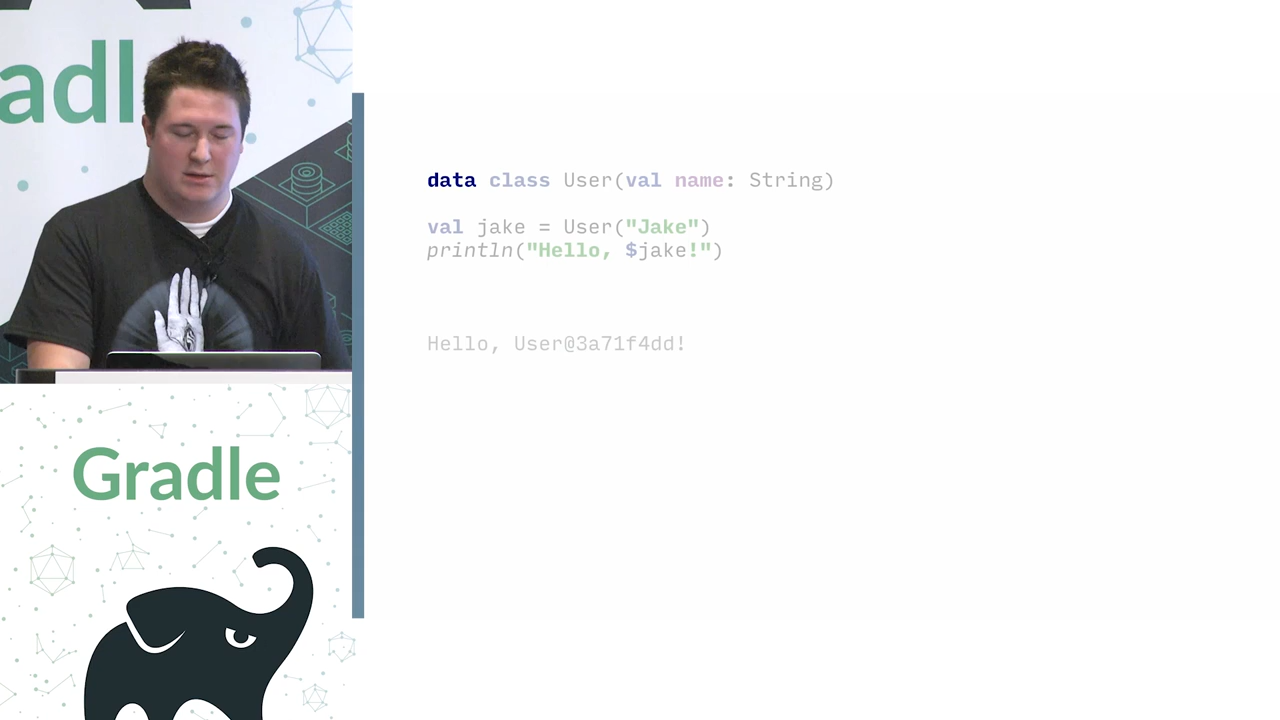 adl
data class User(val name: String)
val jake = User("Jake")
println("Hello, $jake!")
Hello, User@3a71f4dd!
Gradle